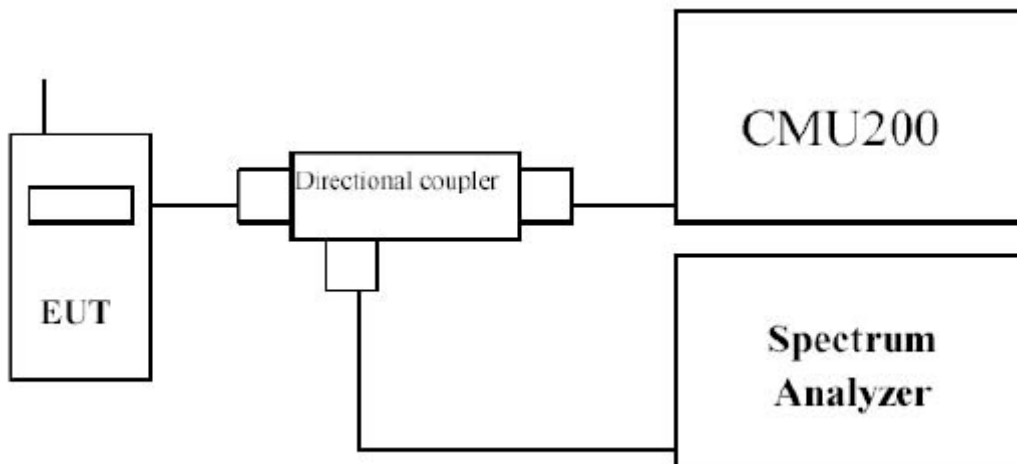 CMU200
Directional coupler
EUT
Spectrum
Analyzer